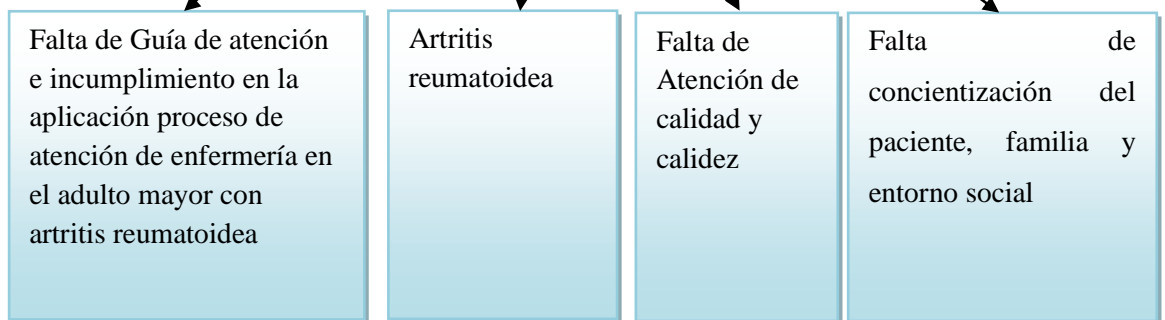 Falta de Guía de atención
e incumplimiento en la
aplicación proceso de
atención de enfermería en
el adulto mayor con
artritis reumatoidea
Artritis
reumatoidea
Falta de
Atención de
calidad y
calidez
Falta de
concientización del
paciente, familia y
entorno social